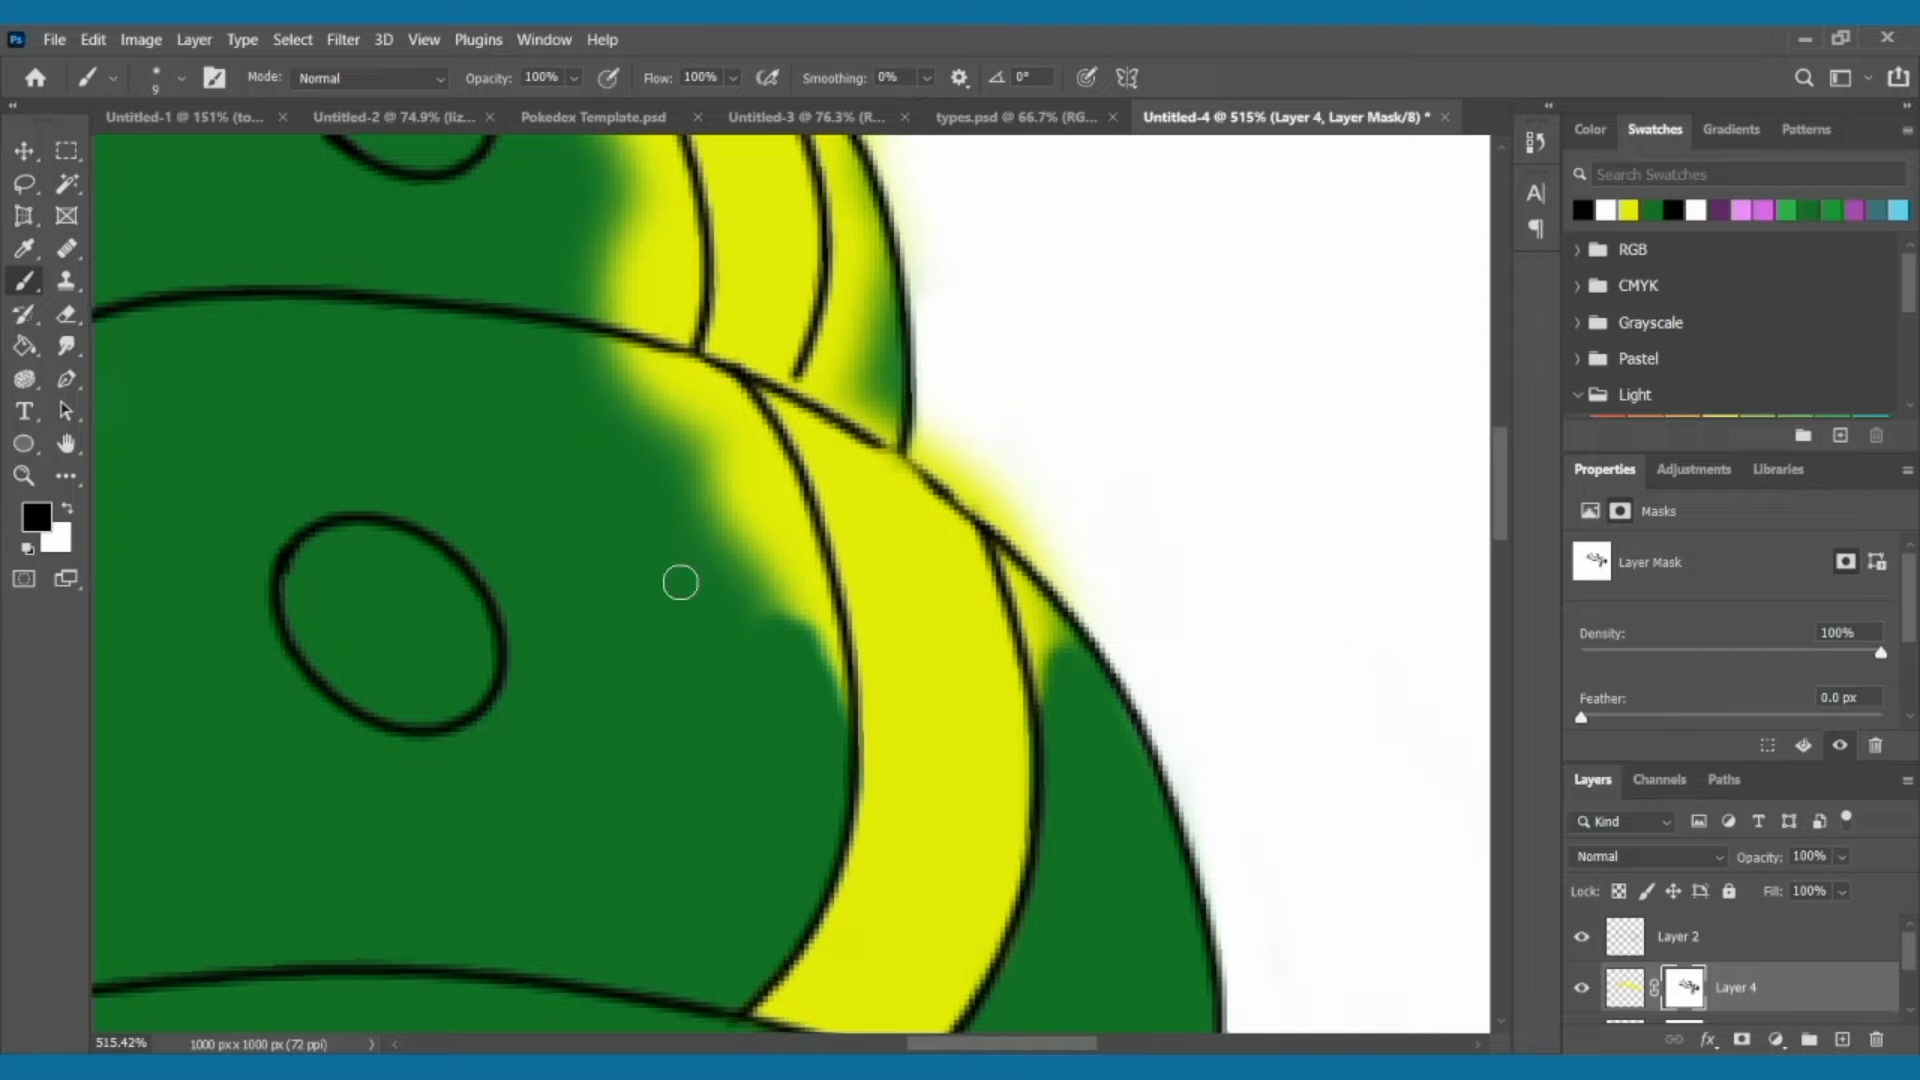 Ps File Edit Image Layer Type Select Filter 3D View Plugins Window Help
9 Mode: Normal Opacity: 100% Flow: 100% Smoothing: 0% 0°
Untitled-1 @ 151% (to... Untitled-2 @ 74.9% (liz... Pokedex Template.psd Untitled-3 @ 76.3% (R... types.psd @ 66.7% (RG... Untitled-4 @ 515% (Layer 4, Layer Mask/8) *
Color Swatches Gradients Patterns
Search Swatches
RGB
CMYK
Grayscale
Pastel
Light
Properties Adjustments Libraries
Masks
Layer Mask
Density: 100%
Feather: 0.0 px
Layers Channels Paths
Kind
Normal Opacity: 100%
Lock: Fill: 100%
Layer 2
Layer 4
515.42% 1000 px x 1000 px (72 ppi)